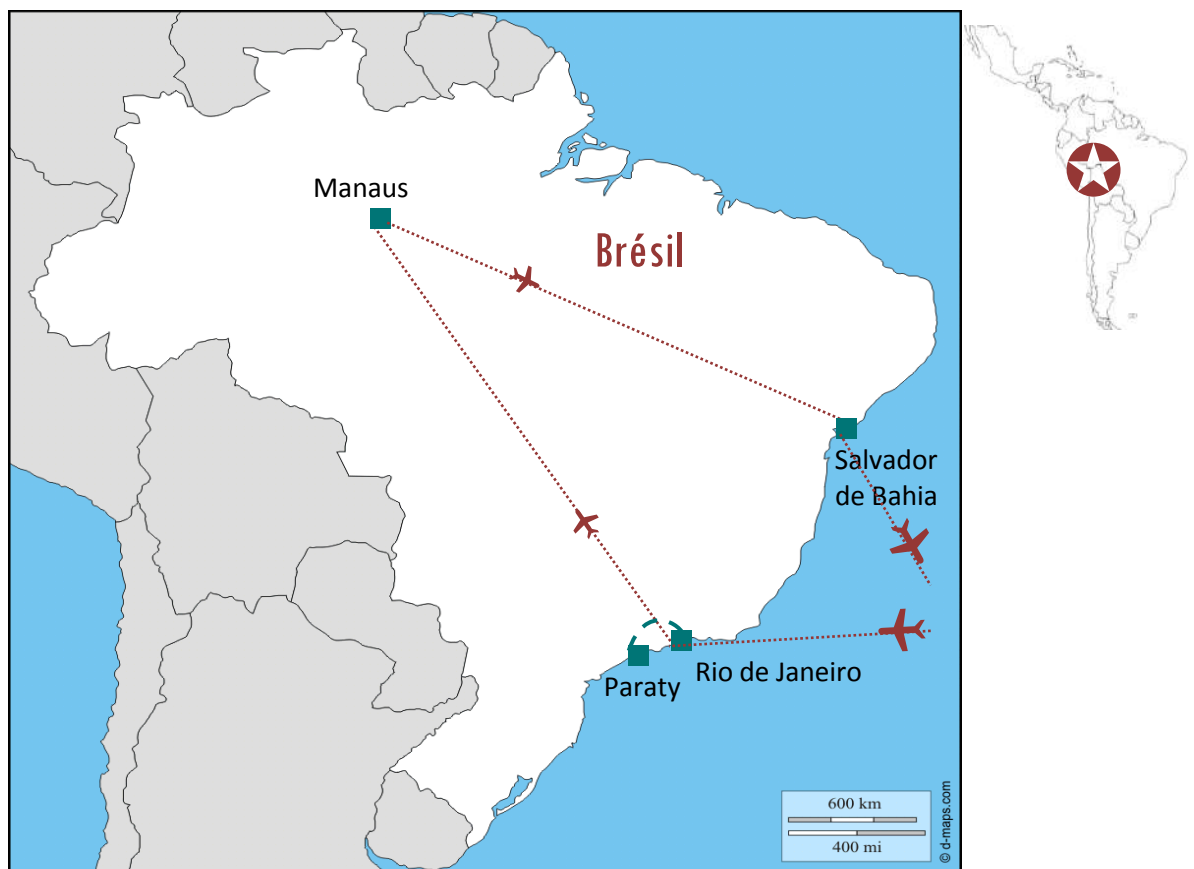 Manaus
Brésil
Salvador
de Bahia
Rio de Janeiro
Paraty
600 km
400 mi
© d-maps.com